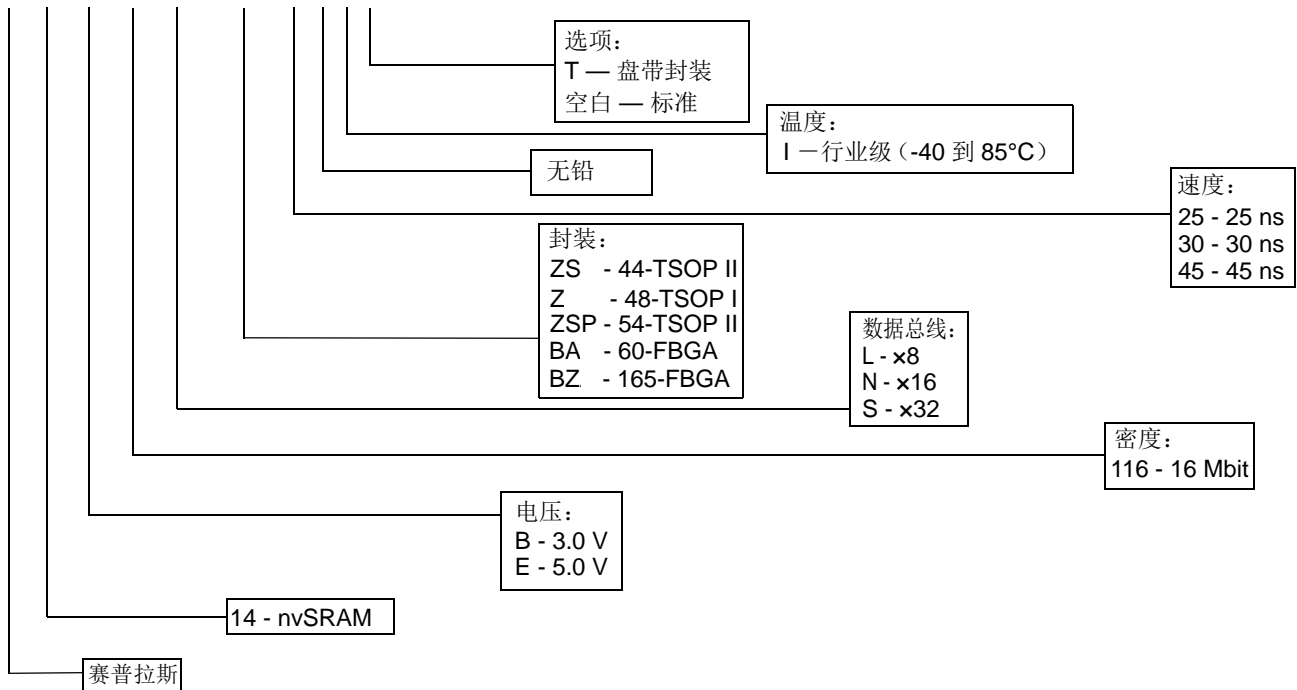 选项：
T — 盘带封装
空白 — 标准
温度：
I －行业级（-40 到 85°C）
无铅
速度：
25 - 25 ns
30 - 30 ns
45 - 45 ns
封装：
ZS - 44-TSOP II
Z - 48-TSOP I
ZSP - 54-TSOP II
BA - 60-FBGA
BZ - 165-FBGA
数据总线：
L - ×8
N - ×16
S - ×32
密度：
116 - 16 Mbit
电压：
B - 3.0 V
E - 5.0 V
14 - nvSRAM
赛普拉斯